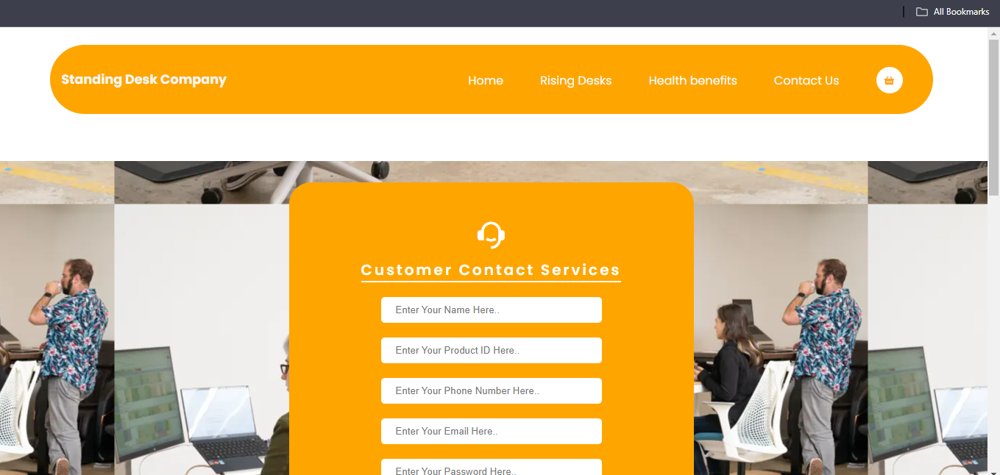 All Bookmarks
Standing Desk Company
Home
Rising Desks
Health benefits
Contact Us
Customer Contact Services
Enter Your Name Here..
Enter Your Product ID Here..
Enter Your Phone Number Here..
Enter Your Email Here..
Enter Your Password Here..